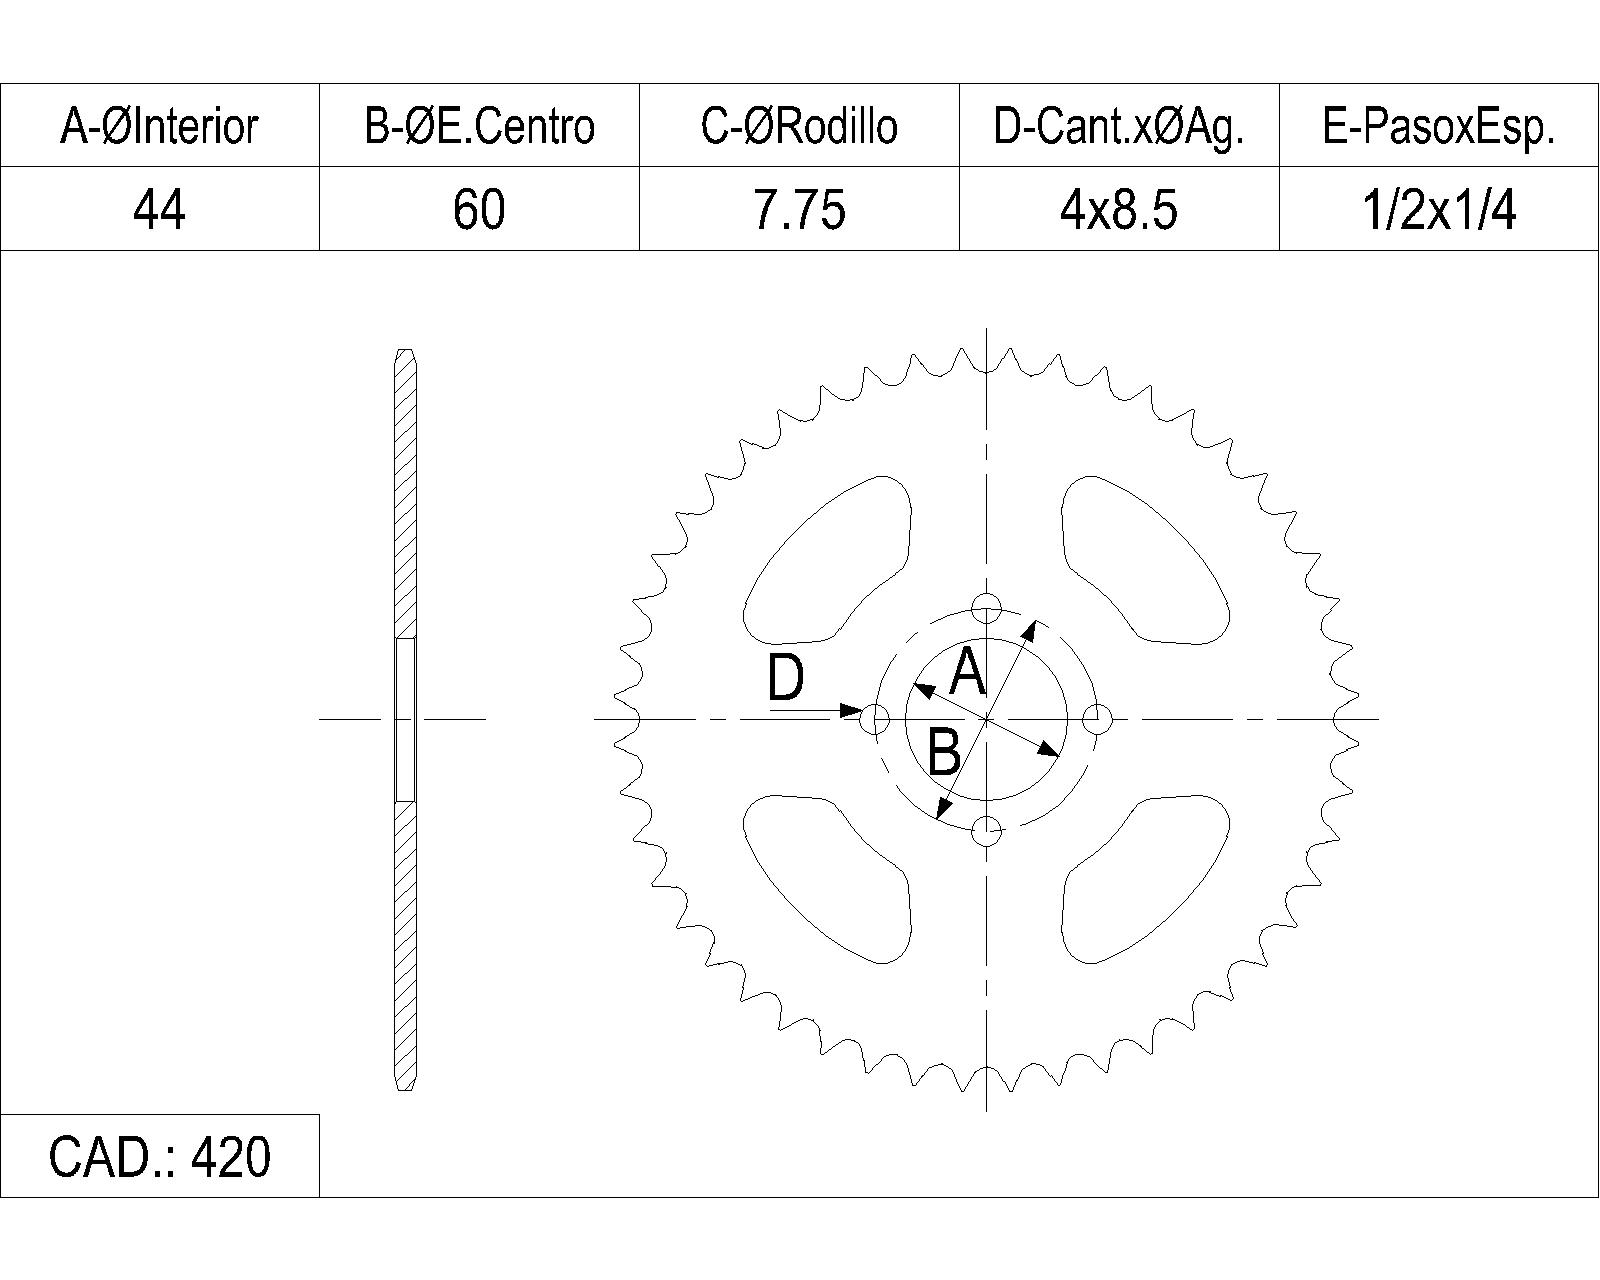 A-ØInterior B-ØE.Centro C-ØRodillo D-Cant.xØAg. E-PasoxEsp.
44 60 7.75 4x8.5 1/2x1/4
A
D
B
CAD.: 420